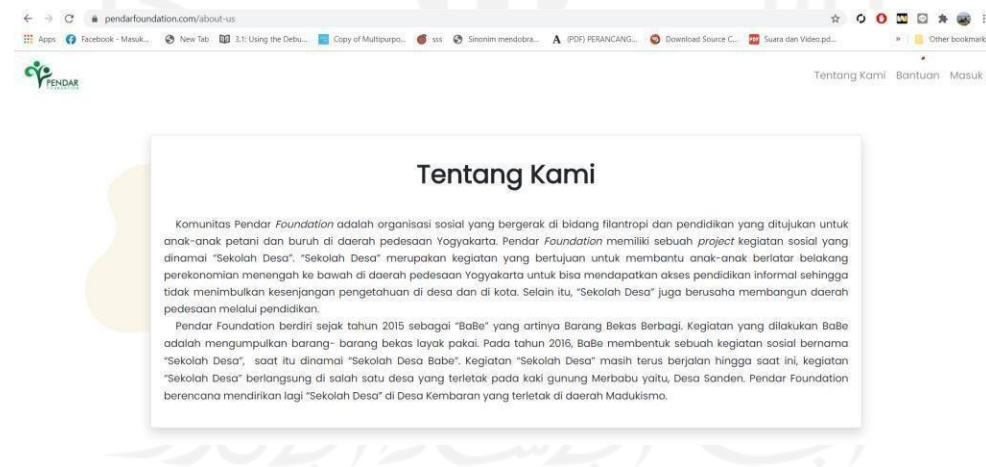 pendarfoundation.com/about-us
Apps Facebook - Masuk... New Tab 3.1: Using the Debu... Copy of Multipurpo... sss Sinonim mendobra... (PDF) PERANCANG... Download Source C... Suara dan Video.pd... » Other bookmark
PENDAR
FOUNDATION
Tentang Kami Bantuan Masuk
Tentang Kami
Komunitas Pendar Foundation adalah organisasi sosial yang bergerak di bidang filantropi dan pendidikan yang ditujukan untuk
anak-anak petani dan buruh di daerah pedesaan Yogyakarta. Pendar Foundation memiliki sebuah project kegiatan sosial yang
dinamai "Sekolah Desa". "Sekolah Desa" merupakan kegiatan yang bertujuan untuk membantu anak-anak berlatar belakang
perekonomian menengah ke bawah di daerah pedesaan Yogyakarta untuk bisa mendapatkan akses pendidikan informal sehingga
tidak menimbulkan kesenjangan pengetahuan di desa dan di kota. Selain itu, "Sekolah Desa" juga berusaha membangun daerah
pedesaan melalui pendidikan.
Pendar Foundation berdiri sejak tahun 2015 sebagai "BaBe" yang artinya Barang Bekas Berbagi. Kegiatan yang dilakukan BaBe
adalah mengumpulkan barang- barang bekas layak pakai. Pada tahun 2016, BaBe membentuk sebuah kegiatan sosial bernama
"Sekolah Desa", saat itu dinamai "Sekolah Desa Babe". Kegiatan "Sekolah Desa" masih terus berjalan hingga saat ini, kegiatan
"Sekolah Desa" berlangsung di salah satu desa yang terletak pada kaki gunung Merbabu yaitu, Desa Sanden. Pendar Foundation
berencana mendirikan lagi "Sekolah Desa" di Desa Kembaran yang terletak di daerah Madukismo.